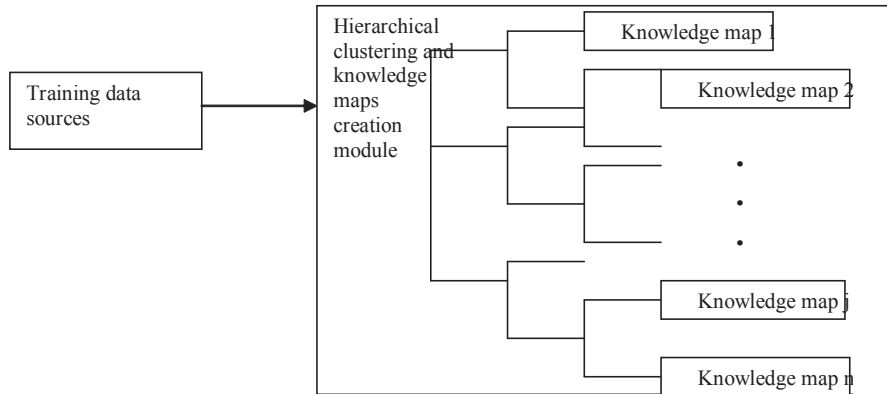 Training data
sources
Hierarchical
clustering and
knowledge
maps
creation
module
Knowledge map 1
Knowledge map 2
Knowledge map j
Knowledge map n